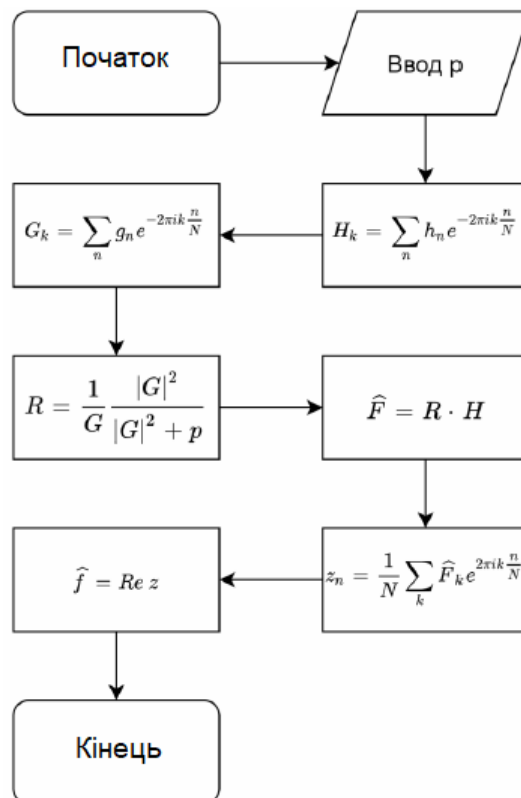 Початок
Ввод р
H_k = \sum_n h_n e^{-2\pi i k \frac{n}{N}}
G_k = \sum_n g_n e^{-2\pi i k \frac{n}{N}}
R = \frac{1}{G} \frac{|G|^2}{|G|^2 + p}
\widehat{F} = R \cdot H
z_n = \frac{1}{N} \sum_k \widehat{F}_k e^{2\pi i k \frac{n}{N}}
\widehat{f} = Re z
Кінець